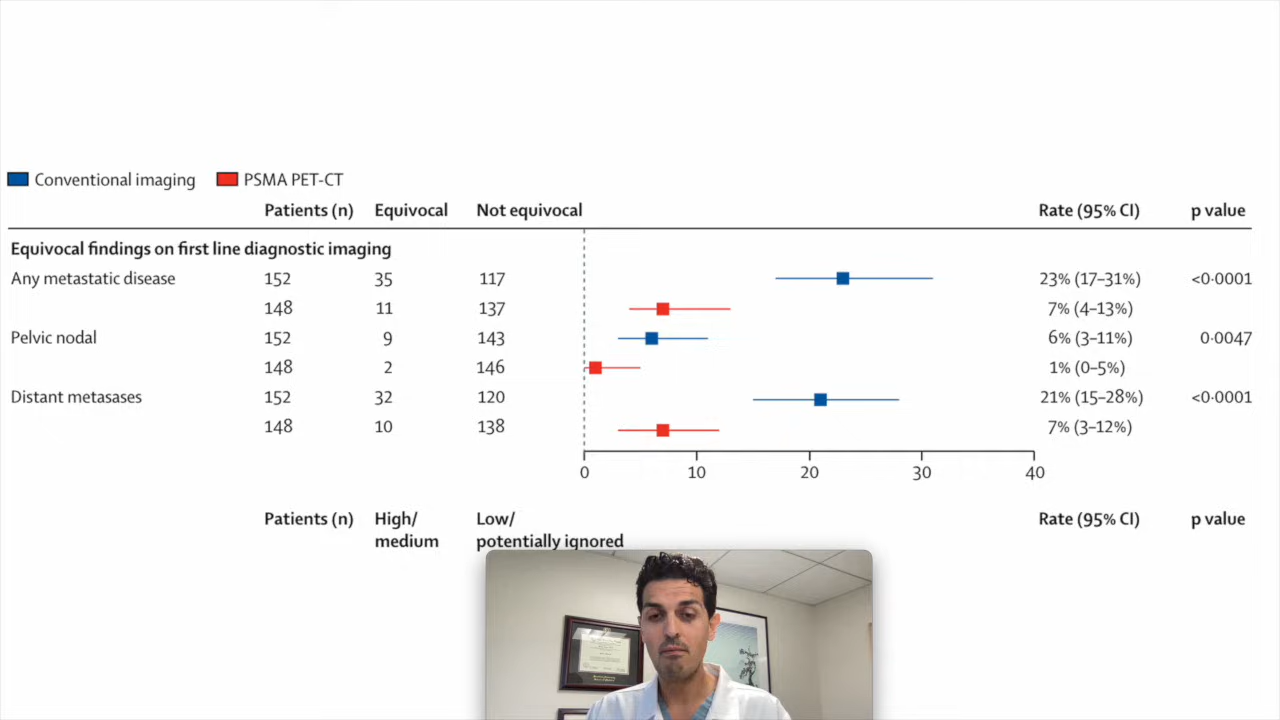 Conventional imaging PSMA PET-CT
Patients (n) Equivocal Not equivocal Rate (95% CI) p value
Equivocal findings on first line diagnostic imaging
Any metastatic disease 152 35 117 23% (17–31%) <0·0001
148 11 137 7% (4–13%)
Pelvic nodal 152 9 143 6% (3–11%) 0·0047
148 2 146 1% (0–5%)
Distant metasases 152 32 120 21% (15–28%) <0·0001
148 10 138 7% (3–12%)
0 10 20 30 40
Patients (n) High/ Low/ Rate (95% CI) p value
medium potentially ignored